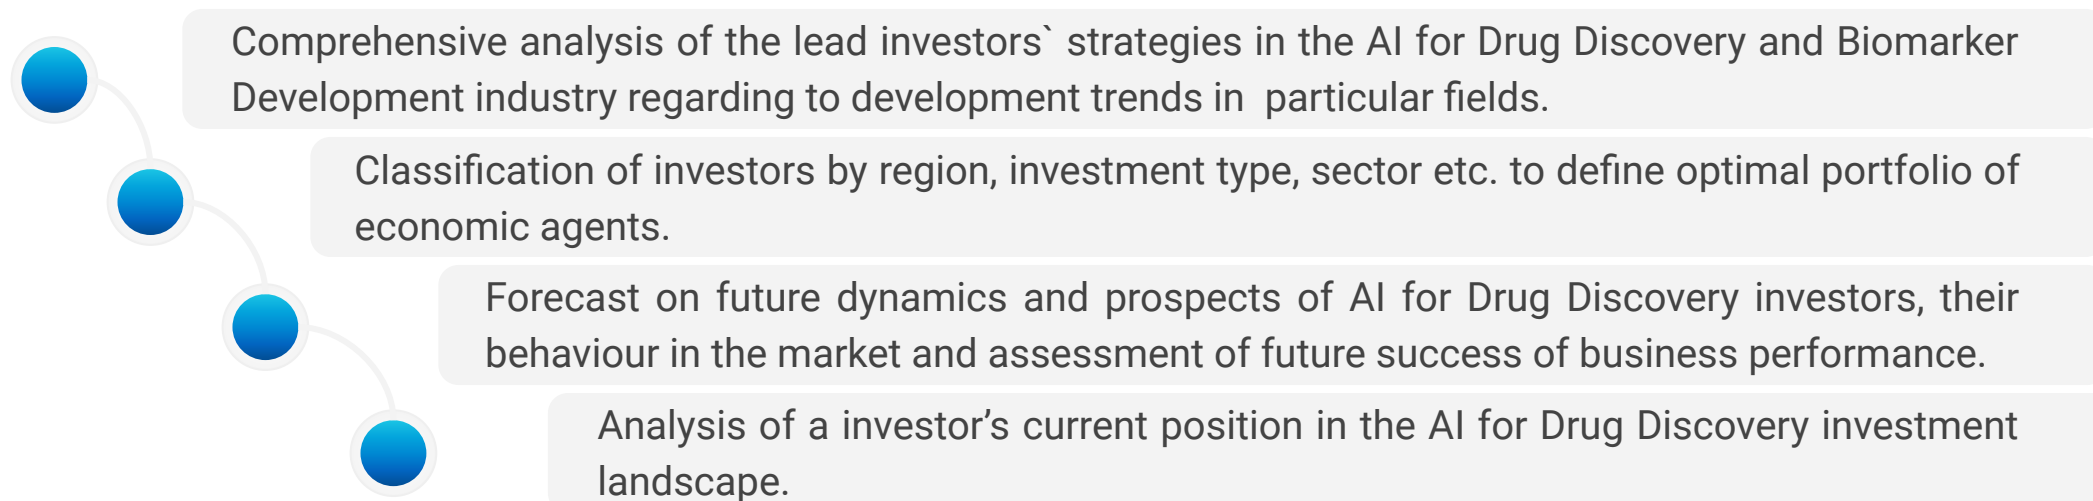 Comprehensive analysis of the lead investors` strategies in the AI for Drug Discovery and Biomarker
Development industry regarding to development trends in  particular fields.
Classification of investors by region, investment type, sector etc. to define optimal portfolio of
economic agents.
Forecast on future dynamics and prospects of AI for Drug Discovery investors, their
behaviour in the market and assessment of future success of business performance.
Analysis of a investor’s current position in the AI for Drug Discovery investment
landscape.